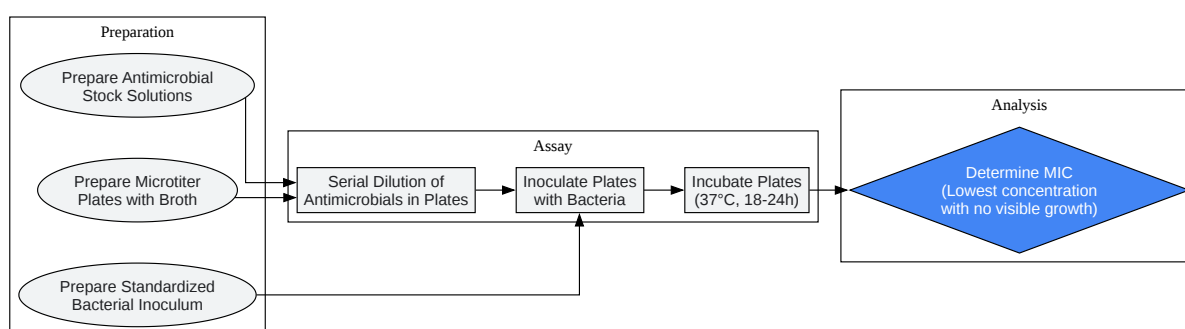 Preparation
Prepare Antimicrobial
Stock Solutions
Prepare Microtiter
Plates with Broth
Prepare Standardized
Bacterial Inoculum
Assay
Serial Dilution of
Antimicrobials in Plates
Inoculate Plates
with Bacteria
Incubate Plates
(37°C, 18-24h)
Analysis
Determine MIC
(Lowest concentration
with no visible growth)